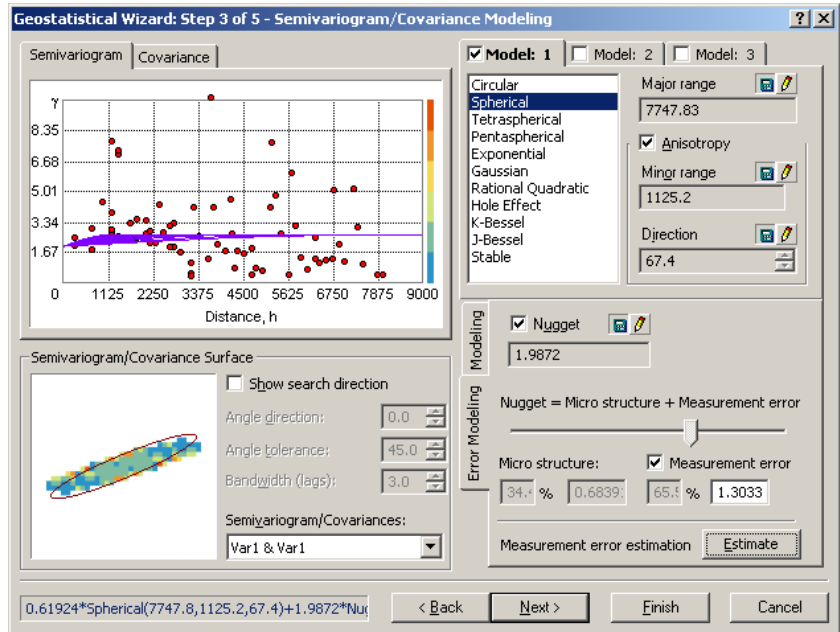 Geostatistical Wizard: Step 3 of 5 - Semivariogram/Covariance Modeling
Semivariogram Covariance
γ
8.35
6.68
5.01
3.34
1.67
0 1125 2250 3375 4500 5625 6750 7875 9000
Distance, h
Semivariogram/Covariance Surface
Show search direction
Angle direction: 0.0
Angle tolerance: 45.0
Bandwidth (lags): 3.0
Semivariogram/Covariances:
Var1 & Var1
Model: 1 Model: 2 Model: 3
Circular
Spherical
Tetraspherical
Pentaspherical
Exponential
Gaussian
Rational Quadratic
Hole Effect
K-Bessel
J-Bessel
Stable
Major range
7747.83
Anisotropy
Minor range
1125.2
Direction
67.4
Modeling
Error Modeling
Nugget
1.9872
Nugget = Micro structure + Measurement error
Micro structure: Measurement error
% % 1.3033
Measurement error estimation Estimate
0.61924*Spherical(7747.8,1125.2,67.4)+1.9872*Nug
< Back Next > Finish Cancel